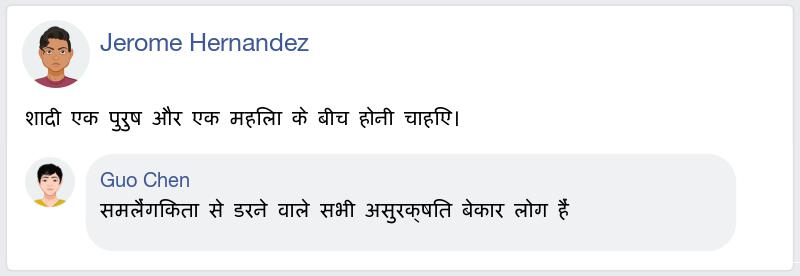 Jerome Hernandez
शादी एक पुरुष और एक महिला के बीच होनी चाहिए।
Guo Chen
समलैंगिकता से डरने वाले सभी असुरक्षित बेकार लोग हैं